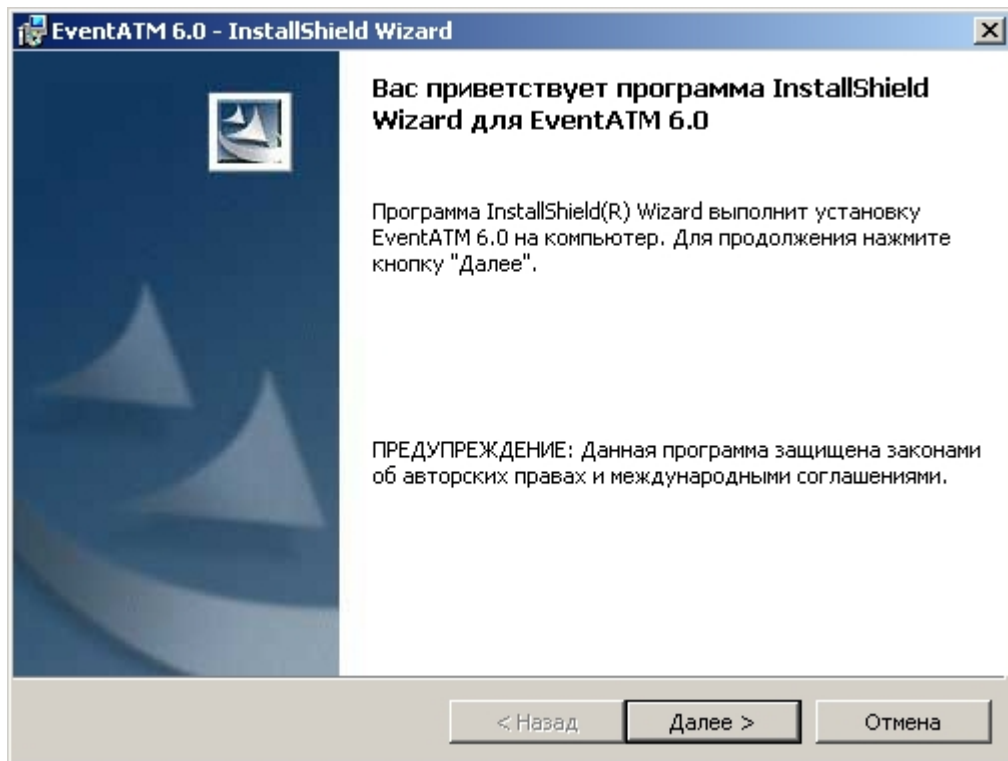 EventATM 6.0 - InstallShield Wizard
Вас приветствует программа InstallShield
Wizard для EventATM 6.0
Программа InstallShield(R) Wizard выполнит установку
EventATM 6.0 на компьютер. Для продолжения нажмите
кнопку "Далее".
ПРЕДУПРЕЖДЕНИЕ: Данная программа защищена законами
об авторских правах и международными соглашениями.
< Назад
Далее >
Отмена